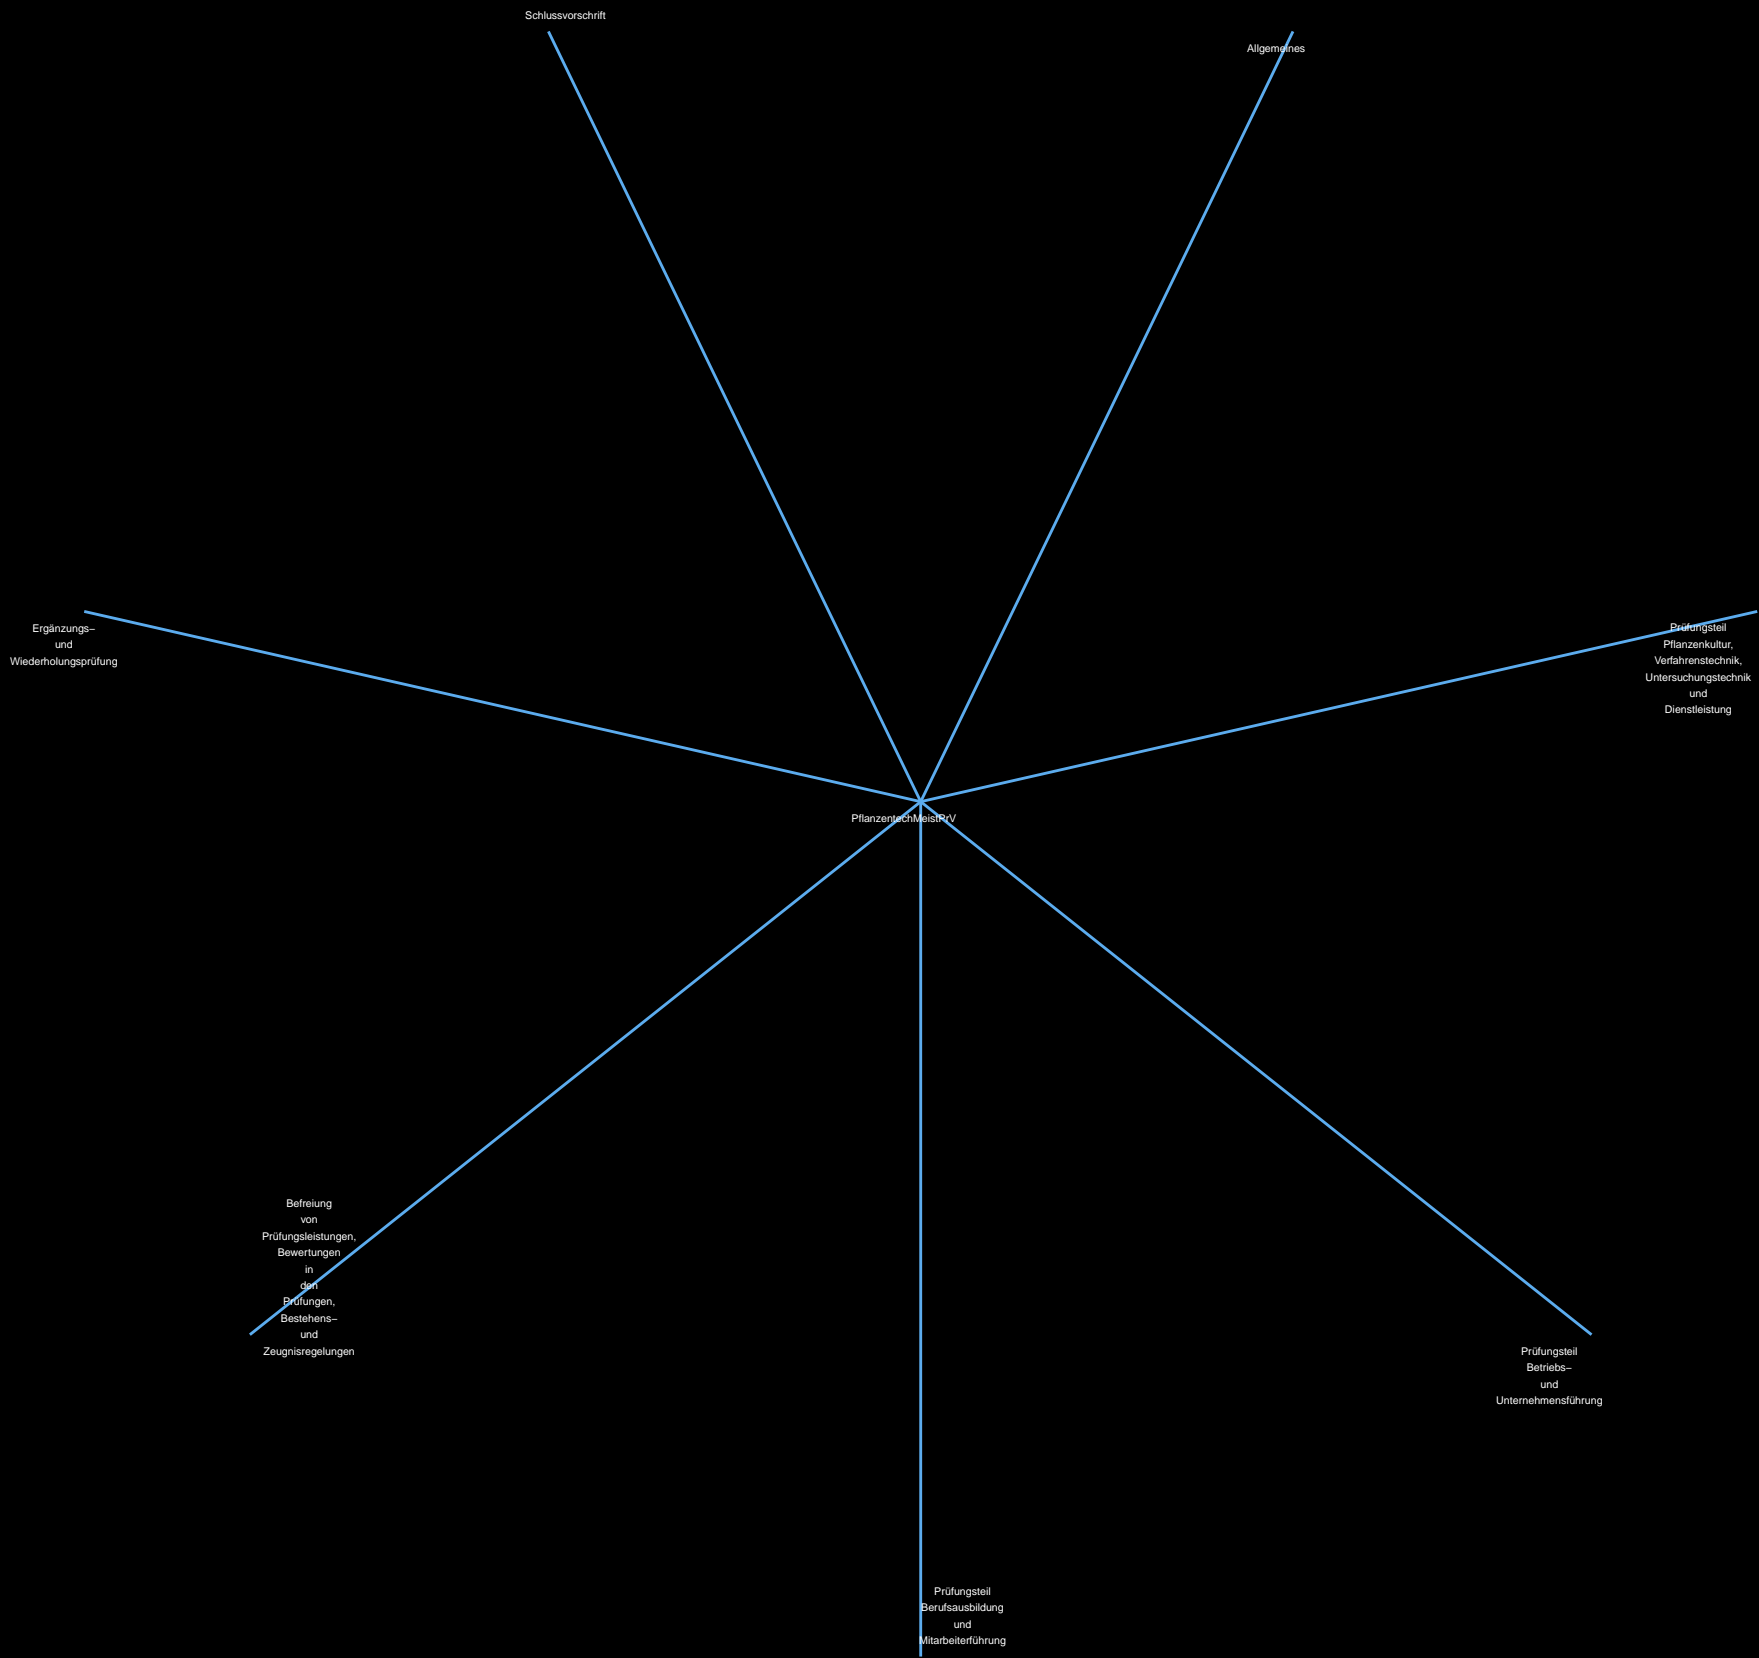 Schlussvorschrift
Allgemeines
Ergänzungs–
und
Wiederholungsprüfung
Prüfungsteil
Pflanzenkultur,
Verfahrenstechnik,
Untersuchungstechnik
und
Dienstleistung
PflanzentechMeistPrV
Befreiung
von
Prüfungsleistungen,
Bewertungen
in
den
Prüfungen,
Bestehens–
und
Zeugnisregelungen
Prüfungsteil
Betriebs–
und
Unternehmensführung
Prüfungsteil
Berufsausbildung
und
Mitarbeiterführung